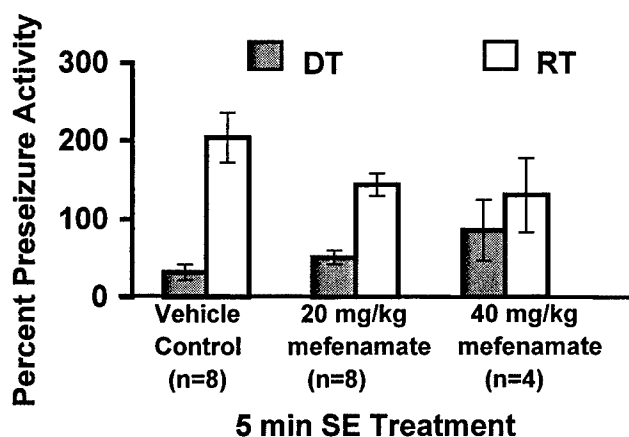 Percent Preseizure Activity
300
200
100
0
DT
RT
Vehicle Control (n=8)
20 mg/kg mefenamate (n=8)
40 mg/kg mefenamate (n=4)
5 min SE Treatment